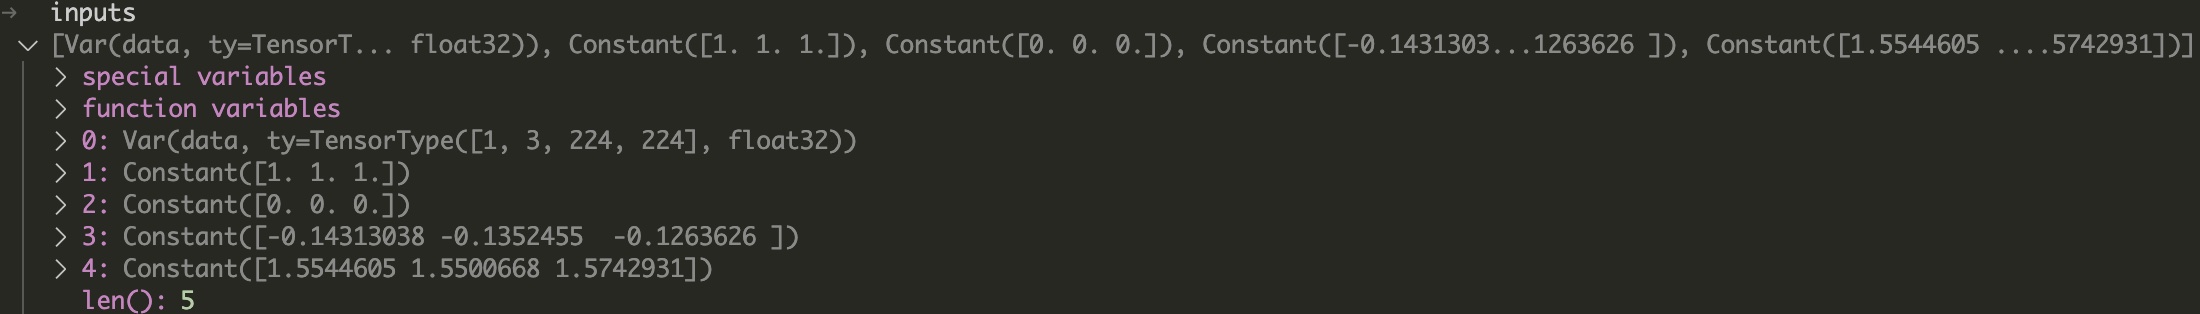 inputs
[Var(data, ty=TensorT... float32)), Constant([1. 1. 1.]), Constant([0. 0. 0.]), Constant([-0.1431303...1263626 ]), Constant([1.5544605 ....5742931])]
special variables
function variables
0: Var(data, ty=TensorType([1, 3, 224, 224], float32))
1: Constant([1. 1. 1.])
2: Constant([0. 0. 0.])
3: Constant([-0.14313038 -0.1352455  -0.1263626 ])
4: Constant([1.5544605 1.5500668 1.5742931])
len(): 5